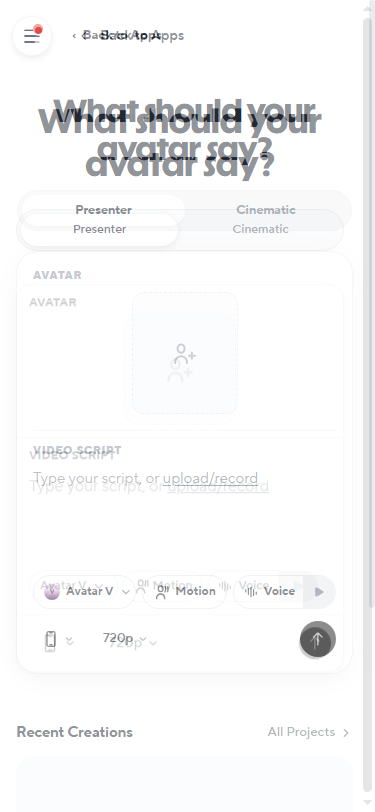 ‹ Back to Apps
What should your
avatar say?
Presenter Cinematic
AVATAR
VIDEO SCRIPT
Type your script, or upload/record
Avatar V Motion Voice
720p
Recent Creations All Projects